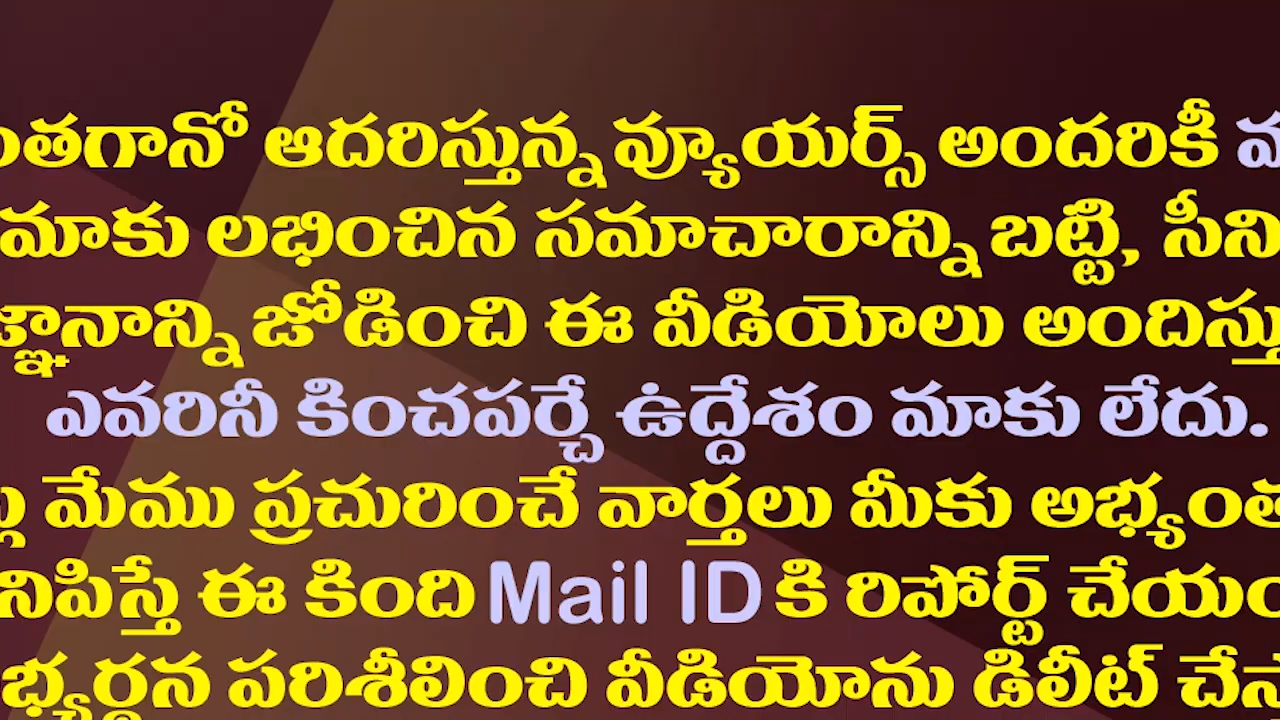 ంతగానో ఆదరిస్తున్న వ్యూయర్స్ అందరికీ
మాకు లభించిన సమాచారాన్ని బట్టి, సీని
జ్ఞానాన్ని జోడించి ఈ వీడియోలు అందిస్తు
ఎవరినీ కించపర్చే ఉద్దేశం మాకు లేదు.
మేము ప్రచురించే వార్తలు మీకు అభ్యంత
నిపిస్తే ఈ కింది Mail ID కి రిపోర్ట్ చేయం
భ్యర్థన పరిశీలించి వీడియోను డిలీట్ చేస